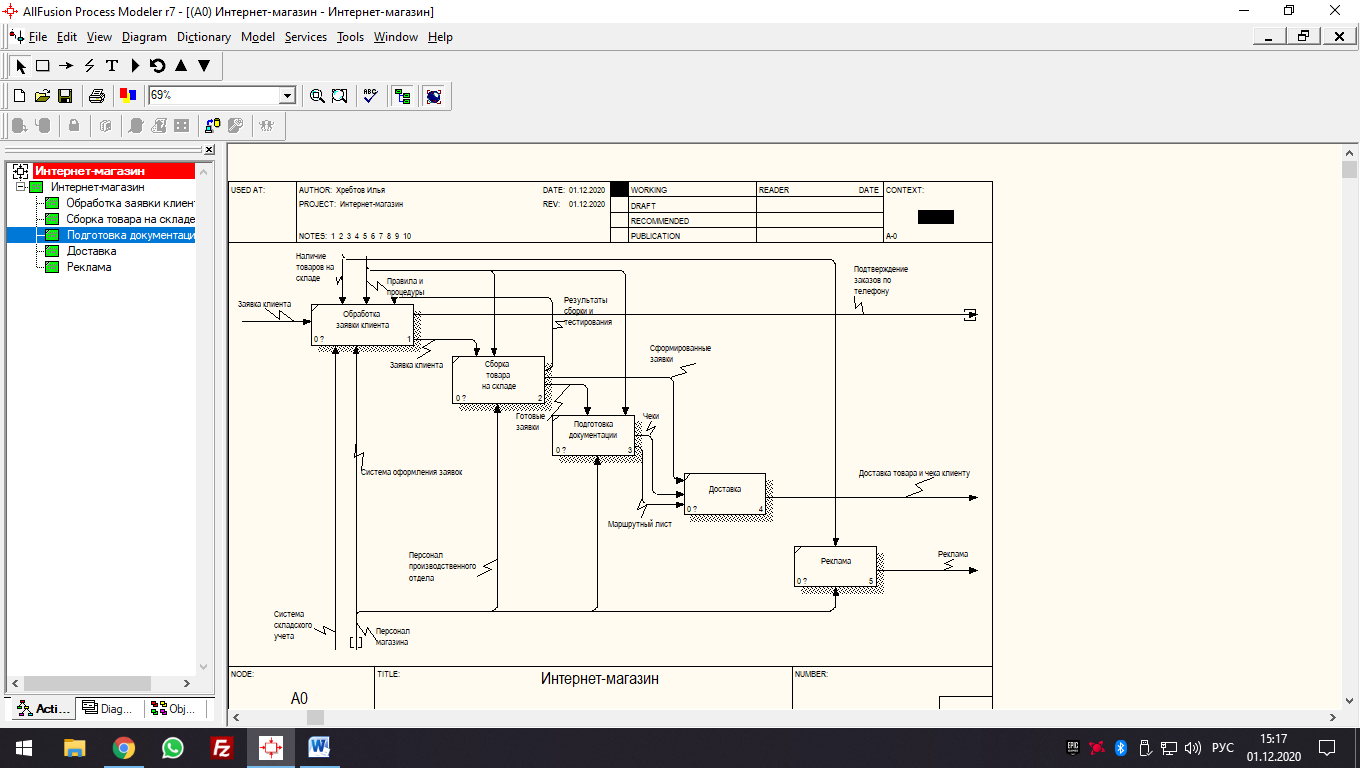 AllFusion Process Modeler r7 - [(A0) Интернет-магазин - Интернет-магазин]
File Edit View Diagram Dictionary Model Services Tools Window Help
69%
ABC
Интернет-магазин
Интернет-магазин
Обработка заявки клиен
Сборка товара на складе
Подготовка документаци
Доставка
Реклама
Acti...
Diag...
Obj...
USED AT:
AUTHOR: Хребтов Илья
DATE: 01.12.2020
PROJECT: Интернет-магазин
REV: 01.12.2020
NOTES: 1 2 3 4 5 6 7 8 9 10
WORKING
DRAFT
RECOMMENDED
PUBLICATION
READER
DATE
CONTEXT:
A-0
Наличие
товаров на
складе
Правила и
процедуры
Заявка клиента
Обработка
заявки клиента
0 ? 1
Результаты
сборки и
тестирования
Подтверждение
заказов по
телефону
Заявка клиента
Сборка
товара
на складе
0 ? 2
Сформированные
заявки
Готовые
заявки
Подготовка
документации
0 ? 3
Чеки
Система оформления заявок
Доставка
0 ? 4
Доставка товара и чека клиенту
Маршрутный лист
Персонал
производственного
отдела
Реклама
0 ? 5
Реклама
Система
складского
учета
Персонал
магазина
NODE:
A0
TITLE:
Интернет-магазин
NUMBER:
EPIC
РУС
15:17
01.12.2020